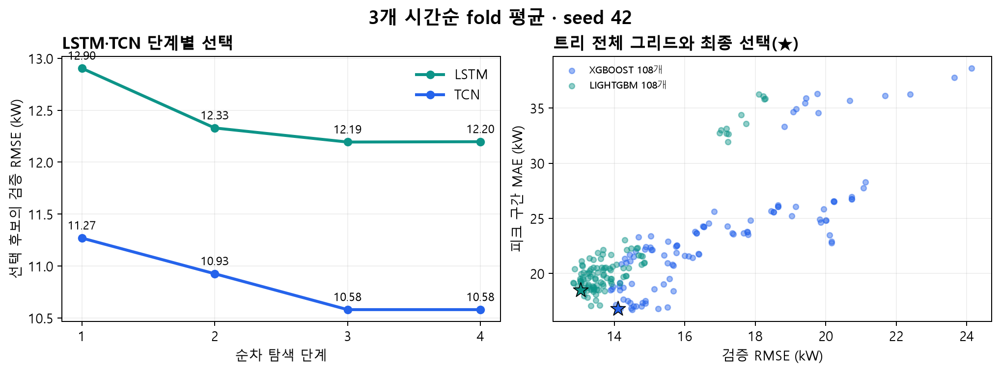 3개 시간순 fold 평균 · seed 42
LSTM·TCN 단계별 선택
선택 후보의 검증 RMSE (kW)
13.0
12.5
12.0
11.5
11.0
10.5
12.90
12.33
12.19
12.20
11.27
10.93
10.58
10.58
LSTM
TCN
1 2 3 4
순차 탐색 단계
트리 전체 그리드와 최종 선택(★)
피크 구간 MAE (kW)
35
30
25
20
XGBOOST 108개
LIGHTGBM 108개
14 16 18 20 22 24
검증 RMSE (kW)